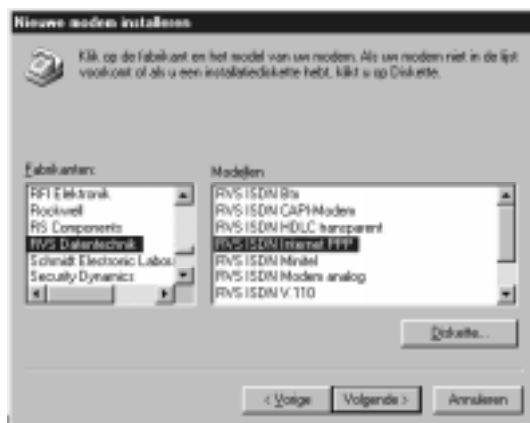 Nieuwe modem installeren
Klik op de fabrikant en het model van uw modem. Als uw modem niet in de lijst
voorkomt of als u een installatiediskette hebt, klikt u op Diskette.
Fabrikanten:
RFI Elektronik
Rockwell
RS Components
RVS Datentechnik
Schmidt Electronic Labor
Security Dynamics
Modellen
RVS ISDN Btx
RVS ISDN CAPI-Modem
RVS ISDN HDLC transparent
RVS ISDN Internet PPP
RVS ISDN Minitel
RVS ISDN Modem analog
RVS ISDN V.110
Diskette...
< Vorige
Volgende >
Annuleren